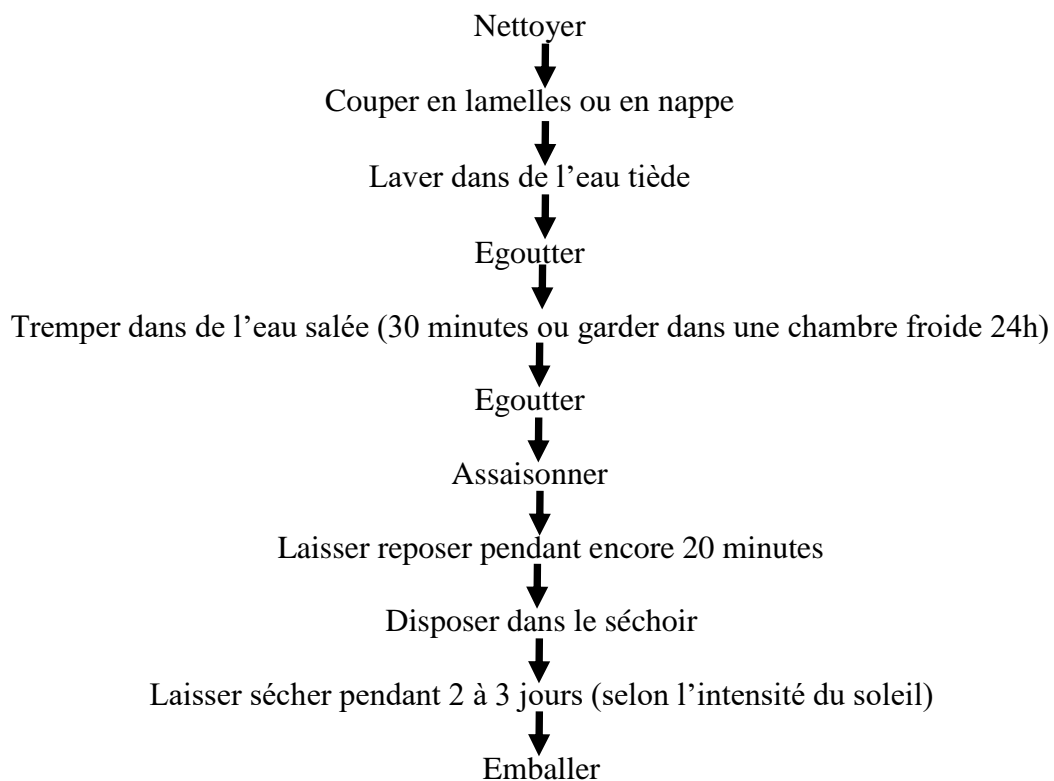 Nettoyer
Couper en lamelles ou en nappe
Laver dans de l’eau tiède
Egoutter
Tremper dans de l’eau salée (30 minutes ou garder dans une chambre froide 24h)
Egoutter
Assaisonner
Laisser reposer pendant encore 20 minutes
Disposer dans le séchoir
Laisser sécher pendant 2 à 3 jours (selon l’intensité du soleil)
Emballer